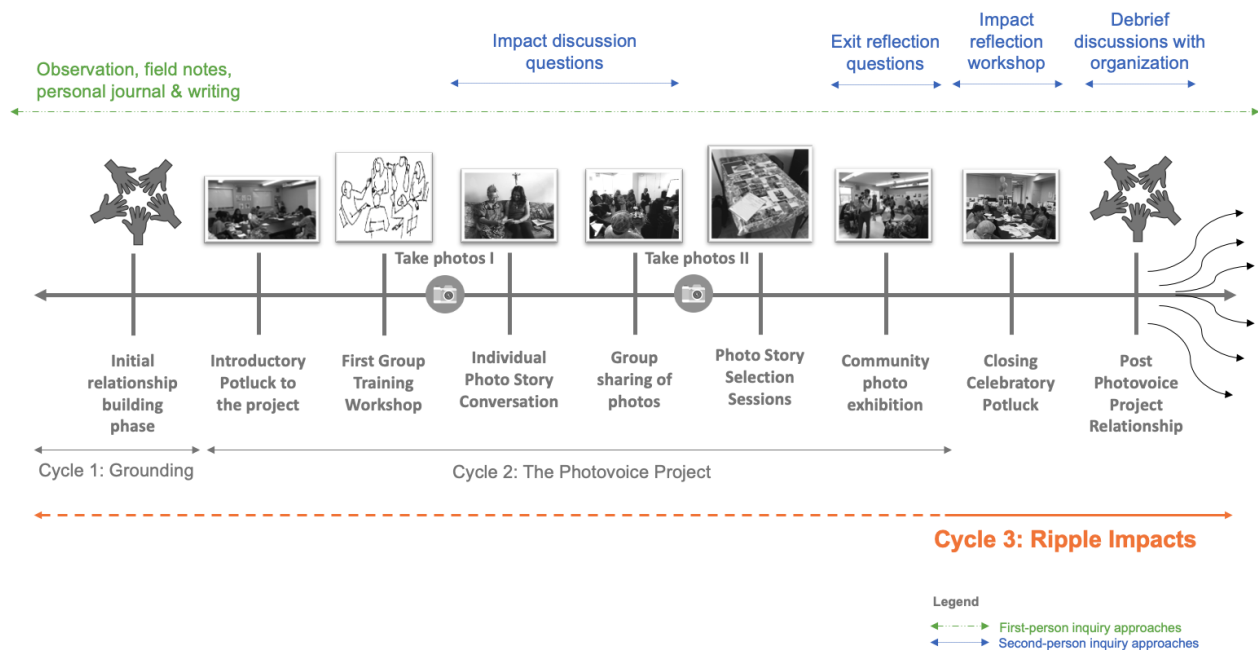 Impact discussion
questions
Exit reflection
questions
Impact
reflection
workshop
Debrief
discussions with
organization
Observation, field notes,
personal journal & writing
Take photos I
Take photos II
Initial
relationship
building
phase
Introductory
Potluck to
the project
First Group
Training
Workshop
Individual
Photo Story
Conversation
Group
sharing of
photos
Photo Story
Selection
Sessions
Community
photo
exhibition
Closing
Celebratory
Potluck
Post
Photovoice
Project
Relationship
Cycle 1: Grounding
Cycle 2: The Photovoice Project
Cycle 3: Ripple Impacts
Legend
First-person inquiry approaches
Second-person inquiry approaches